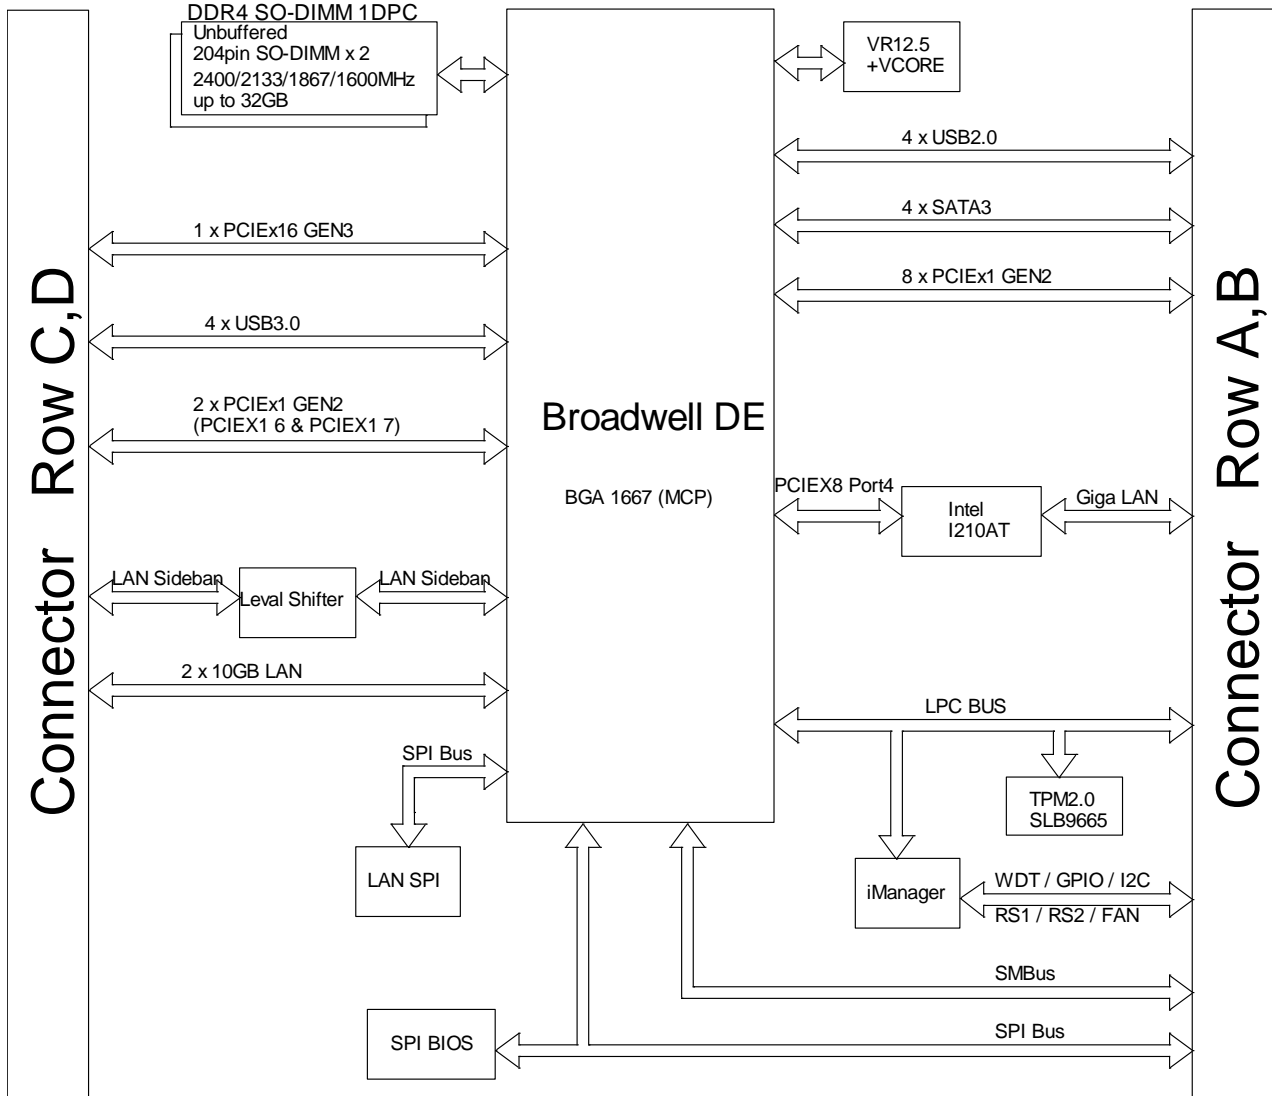 DDR4 SO-DIMM 1DPC
Unbuffered
204pin SO-DIMM x 2
2400/2133/1867/1600MHz
up to 32GB
VR12.5
+VCORE
4 x USB2.0
4 x SATA3
1 x PCIEx16 GEN3
8 x PCIEx1 GEN2
4 x USB3.0
2 x PCIEx1 GEN2
(PCIEX1 6 & PCIEX1 7)
Broadwell DE
BGA 1667 (MCP)
PCIEX8 Port4
Intel
I210AT
Giga LAN
LAN Sideban
Leval Shifter
LAN Sideban
2 x 10GB LAN
LPC BUS
SPI Bus
TPM2.0
SLB9665
LAN SPI
iManager
WDT / GPIO / I2C
RS1 / RS2 / FAN
SMBus
SPI BIOS
SPI Bus
Connector Row C,D
Connector Row A,B